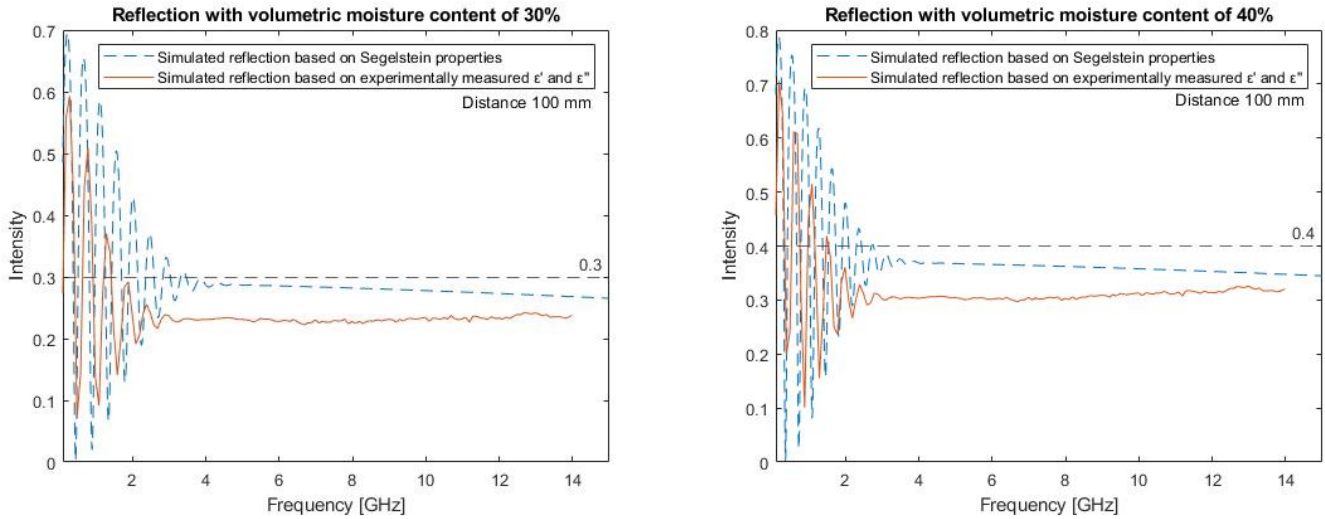 Reflection with volumetric moisture content of 30%
0.7
0.6
0.5
0.4
0.3
0.2
0.1
0
Intensity
Simulated reflection based on Segelstein properties
Simulated reflection based on experimentally measured ε' and ε"
Distance 100 mm
0.3
2 4 6 8 10 12 14
Frequency [GHz]
Reflection with volumetric moisture content of 40%
0.8
0.7
0.6
0.5
0.4
0.3
0.2
0.1
0
Intensity
Simulated reflection based on Segelstein properties
Simulated reflection based on experimentally measured ε' and ε"
Distance 100 mm
0.4
2 4 6 8 10 12 14
Frequency [GHz]